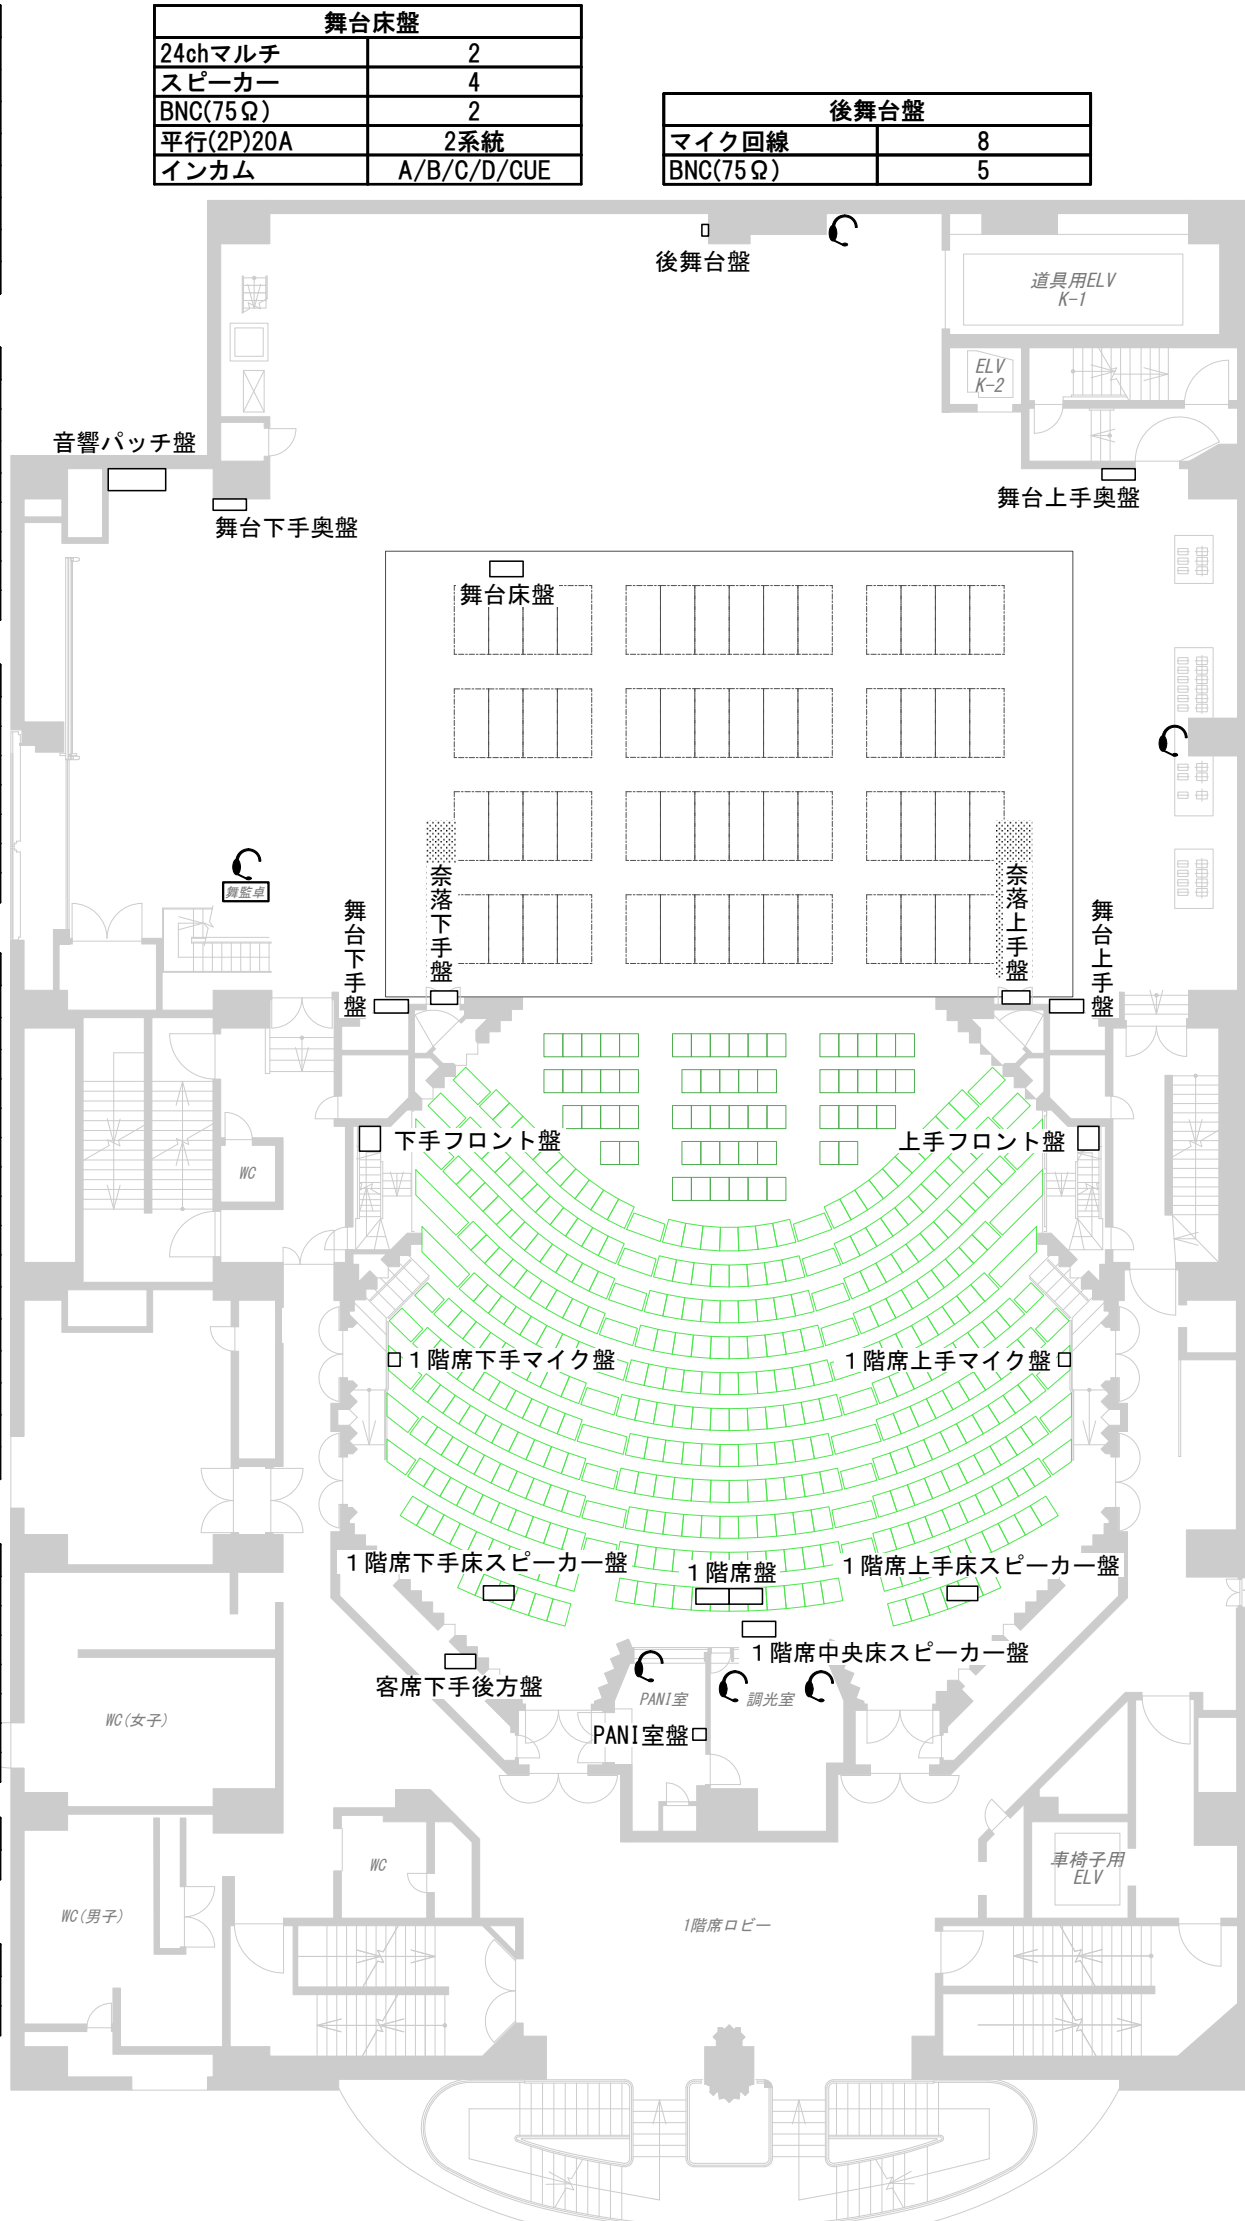 舞台床盤
24chマルチ 2
スピーカー 4
BNC(75Ω) 2
平行(2P)20A 2系統
インカム A/B/C/D/CUE
後舞台盤
マイク回線 8
BNC(75Ω) 5
後舞台盤
道具用ELV
K-1
ELV
K-2
音響パッチ盤
舞台下手奥盤
舞台上手奥盤
舞台床盤
舞監卓
舞台下手盤
奈落下手盤
奈落上手盤
舞台上手盤
下手フロント盤
上手フロント盤
WC
1階席下手マイク盤
1階席上手マイク盤
1階席下手床スピーカー盤
1階席盤
1階席上手床スピーカー盤
1階席中央床スピーカー盤
客席下手後方盤
PANI室
調光室
PANI室盤
WC(女子)
WC
車椅子用
ELV
WC(男子)
1階席ロビー